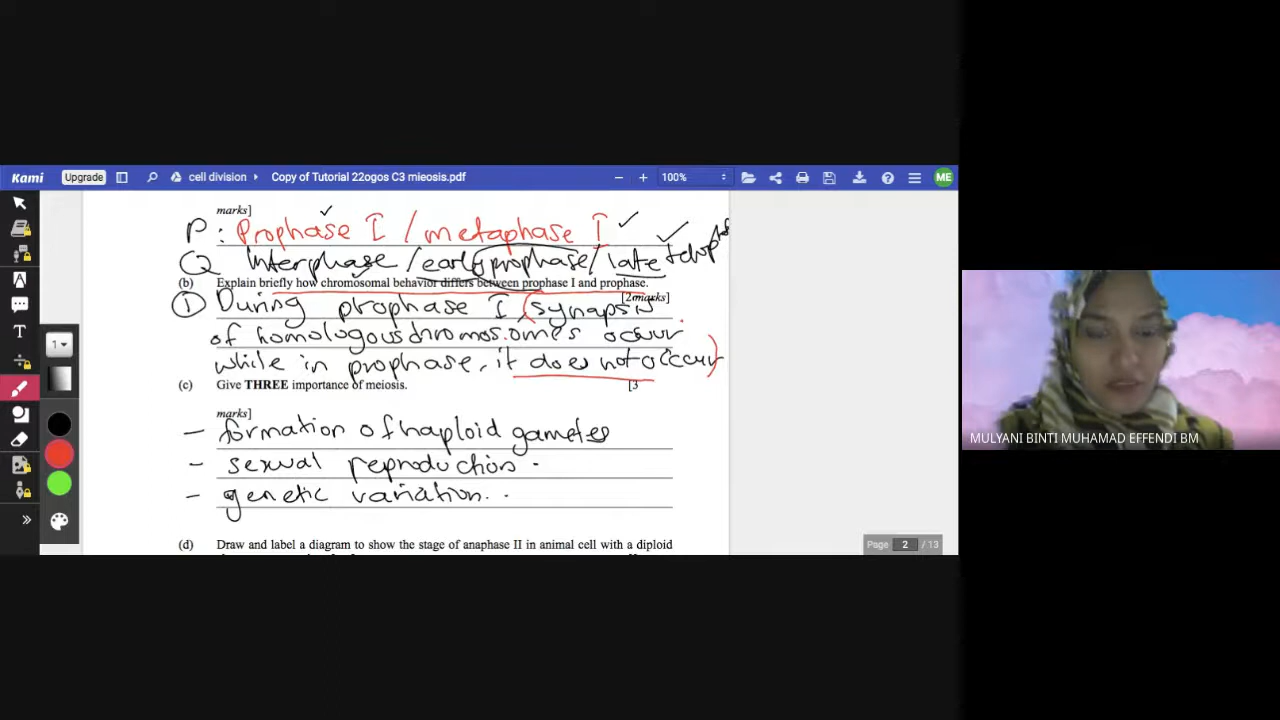 Kami Upgrade cell division Copy of Tutorial 22ogos C3 mieosis.pdf 100% ME
marks]
P : Prophase I / metaphase I
Q Interphase / early prophase / late telophase
(b) Explain briefly how chromosomal behavior differs between prophase I and prophase.
[2 marks]
① During prophase I, (synapsis
of homologous chromosomes occur
while in prophase, it does not occur)
(c) Give THREE importance of meiosis. [3
marks]
– formation of haploid gametes
– sexual reproduction .
– genetic variation. .
(d) Draw and label a diagram to show the stage of anaphase II in animal cell with a diploid
Page 2 / 13
1
MULYANI BINTI MUHAMAD EFFENDI BM